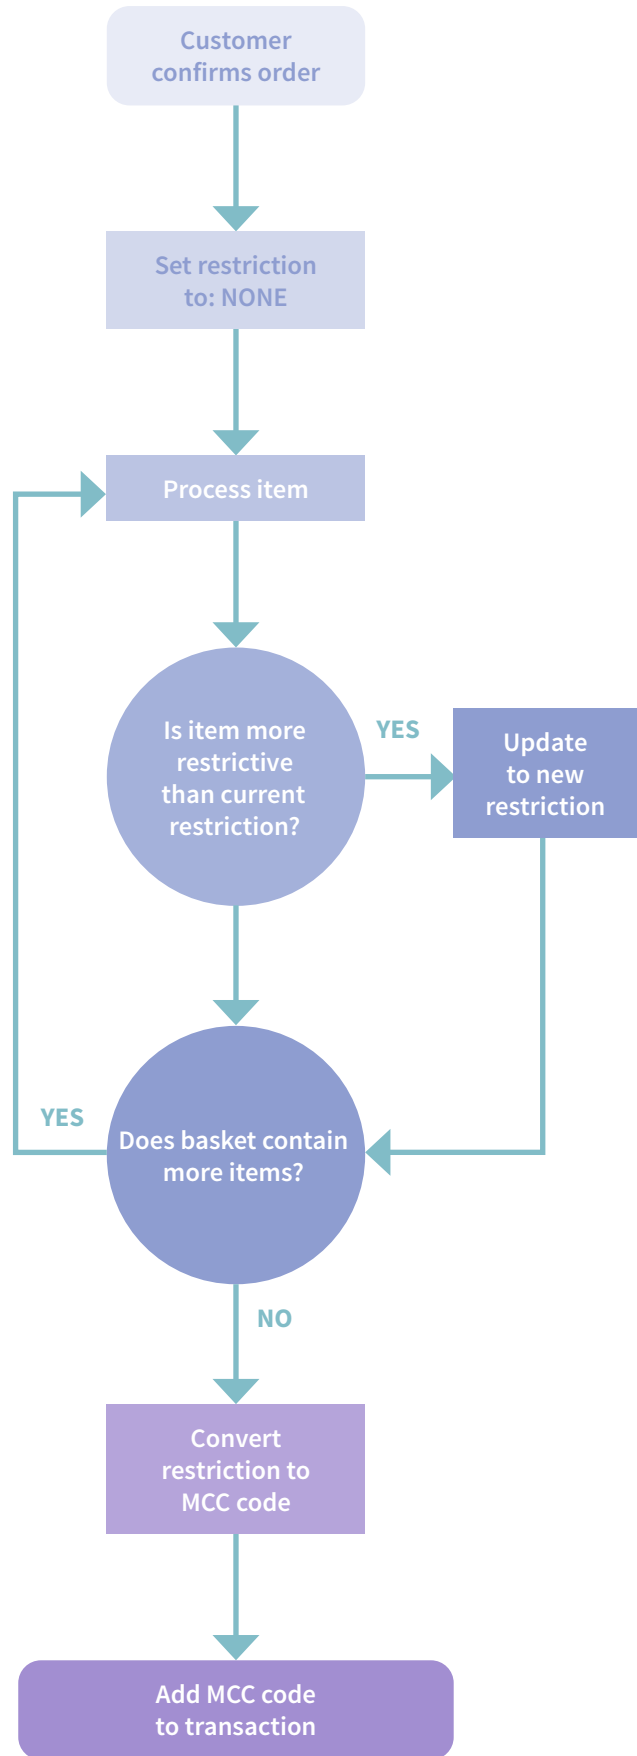 Customer
confirms order
Set restriction
to: NONE
Process item
Is item more
restrictive
than current
restriction?
YES
Update
to new
restriction
YES
Does basket contain
more items?
NO
Convert
restriction to
MCC code
Add MCC code
to transaction